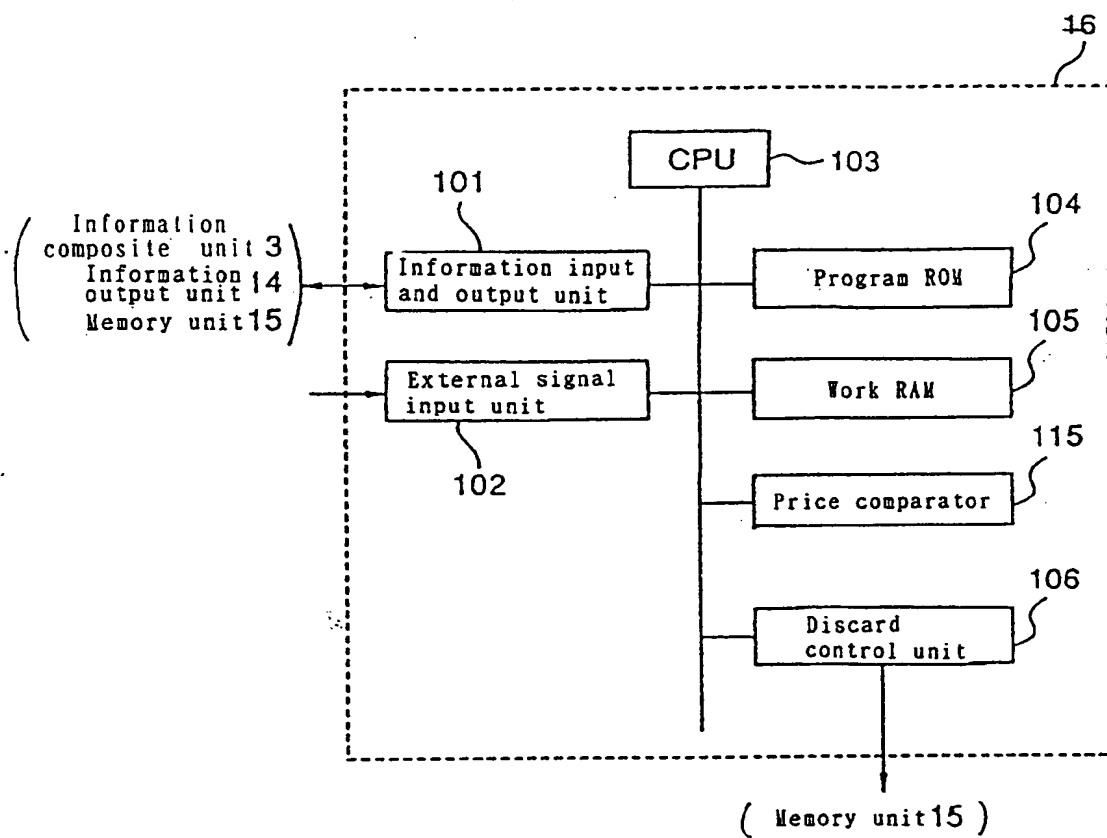 16
CPU
103
101
104
Information
composite unit 3
Information
output unit 14
Memory unit 15
Information input
and output unit
Program ROM
105
External signal
input unit
Work RAM
102
115
Price comparator
106
Discard
control unit
( Memory unit 15 )